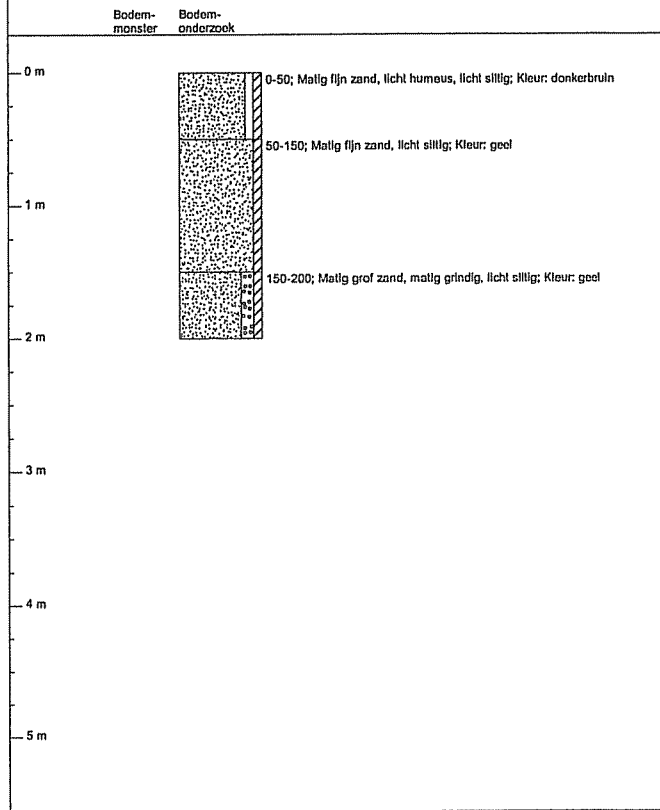 Bodem-
monster
Bodem-
onderzoek
0 m
0-50; Matig fijn zand, licht humeus, licht siltig; Kleur: donkerbruin
50-150; Matig fijn zand, licht siltig; Kleur: geel
1 m
150-200; Matig grof zand, matig grindig, licht siltig; Kleur: geel
2 m
3 m
4 m
5 m